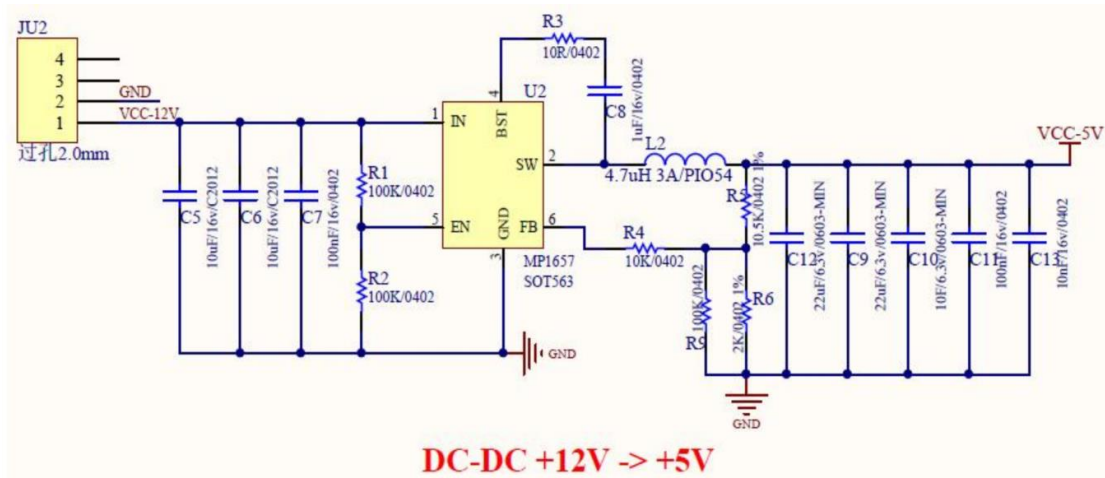 JU2
4
3
2
1
GND
VCC-12V
过孔2.0mm
C5
10uF/16v/C2012
C6
10uF/16v/C2012
C7
100nF/16v/0402
R1
100K/0402
R2
100K/0402
R3
10R/0402
C8
1uF/16v/0402
U2
1
IN
4
BST
SW
2
5
EN
GND
3
FB
6
MP1657
SOT563
GND
L2
4.7uH 3A/PIO54
R4
10K/0402
R5
10.5K/0402 1%
R9
100K/0402
R6
2K/0402 1%
GND
C12
22uF/6.3v/0603-MIN
C9
22uF/6.3v/0603-MIN
C10
10F/6.3v/0603-MIN
C11
100nF/16v/0402
C13
10nF/16v/0402
VCC-5V
DC-DC +12V -> +5V